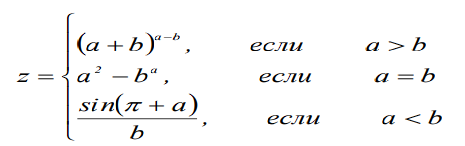 (a + b)^{a−b}, если a > b
z = { a² − b^a, если a = b
sin(π + a) / b, если a < b